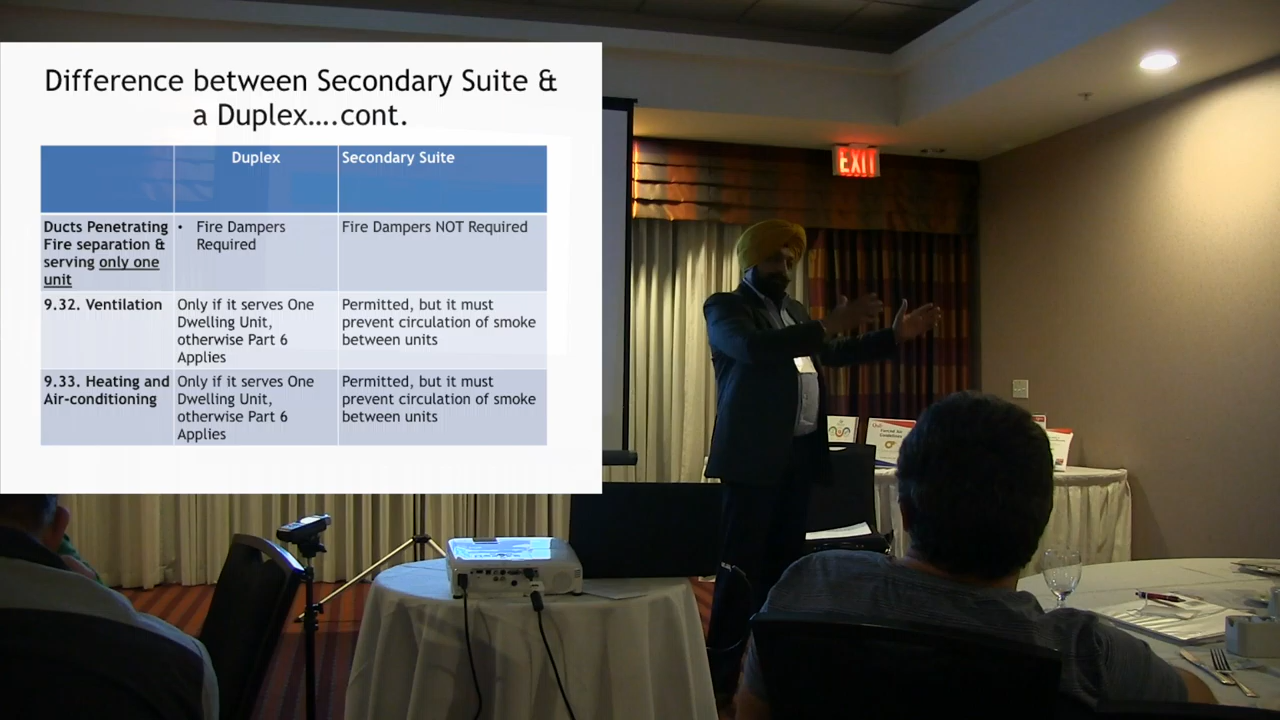 Difference between Secondary Suite &
a Duplex….cont.
Duplex
Secondary Suite
Ducts Penetrating
Fire separation &
serving only one
unit
• Fire Dampers
Required
Fire Dampers NOT Required
9.32. Ventilation
Only if it serves One
Dwelling Unit,
otherwise Part 6
Applies
Permitted, but it must
prevent circulation of smoke
between units
9.33. Heating and
Air-conditioning
Only if it serves One
Dwelling Unit,
otherwise Part 6
Applies
Permitted, but it must
prevent circulation of smoke
between units
EXIT
Forced Air
Guidelines